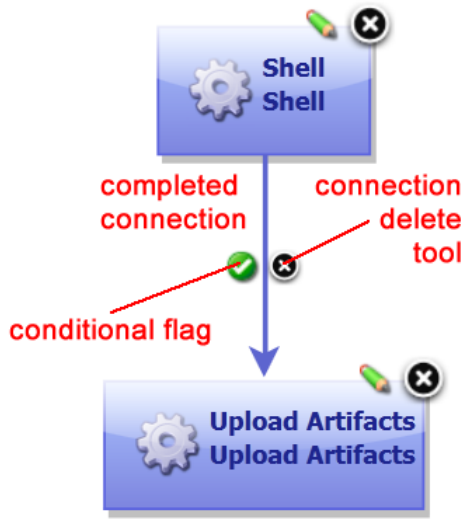 Shell
Shell
completed
connection
connection
delete
tool
conditional flag
Upload Artifacts
Upload Artifacts